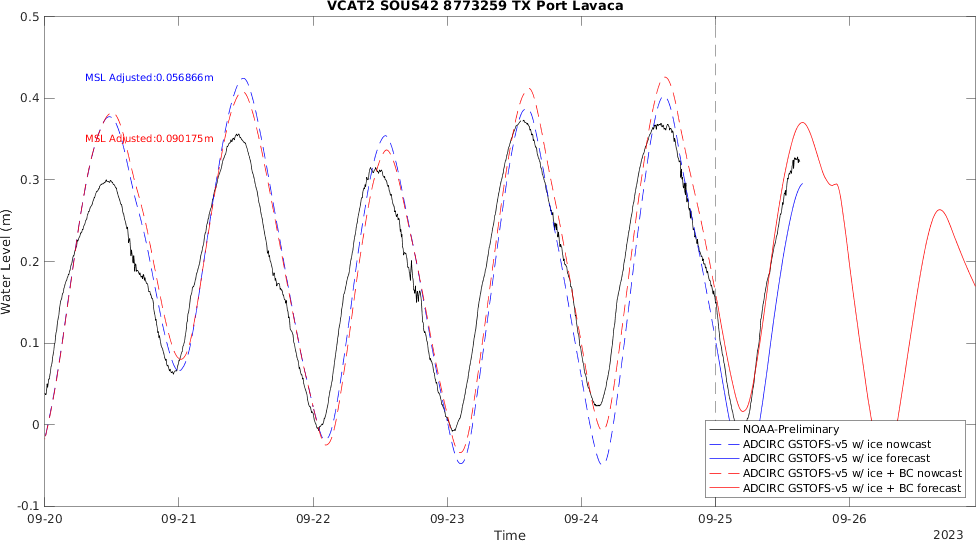 VCAT2 SOUS42 8773259 TX Port Lavaca
0.5
0.4
0.3
0.2
0.1
0
-0.1
Water Level (m)
MSL Adjusted:0.056866m
MSL Adjusted:0.090175m
NOAA-Preliminary
ADCIRC GSTOFS-v5 w/ ice nowcast
ADCIRC GSTOFS-v5 w/ ice forecast
ADCIRC GSTOFS-v5 w/ ice + BC nowcast
ADCIRC GSTOFS-v5 w/ ice + BC forecast
09-20 09-21 09-22 09-23 09-24 09-25 09-26
Time
2023